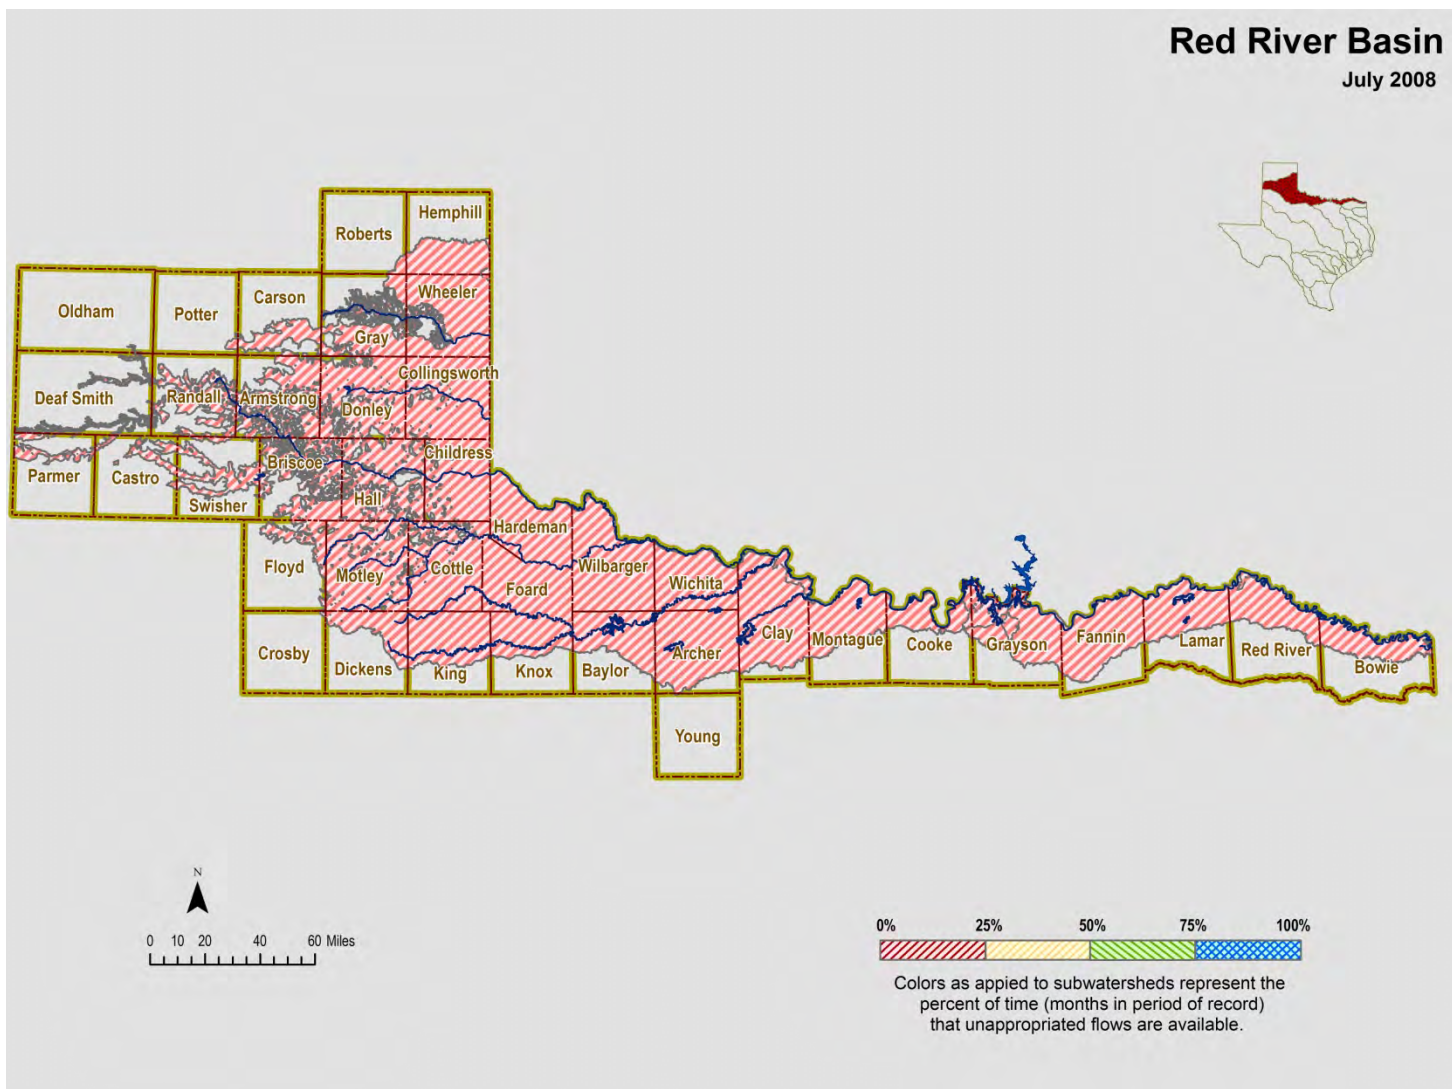 Red River Basin
July 2008
Hemphill
Roberts
Wheeler
Carson
Oldham
Potter
Gray
Collingsworth
Deaf Smith
Randall
Armstrong
Donley
Childress
Briscoe
Parmer
Castro
Swisher
Hall
Hardeman
Floyd
Motley
Cottle
Foard
Wilbarger
Wichita
Clay
Montague
Cooke
Grayson
Fannin
Lamar
Red River
Bowie
Crosby
Dickens
King
Knox
Baylor
Archer
Young
N
0 10 20 40 60 Miles
0% 25% 50% 75% 100%
Colors as appied to subwatersheds represent the
percent of time (months in period of record)
that unappropriated flows are available.